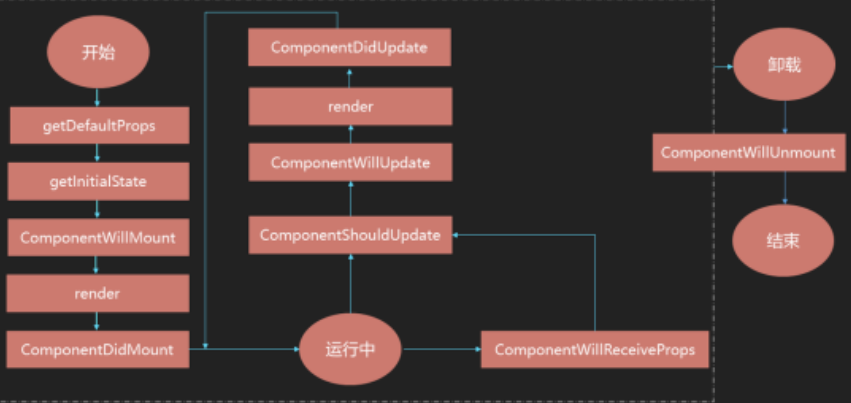 开始
getDefaultProps
getInitialState
ComponentWillMount
render
ComponentDidMount
运行中
ComponentWillReceiveProps
ComponentShouldUpdate
ComponentWillUpdate
render
ComponentDidUpdate
卸载
ComponentWillUnmount
结束